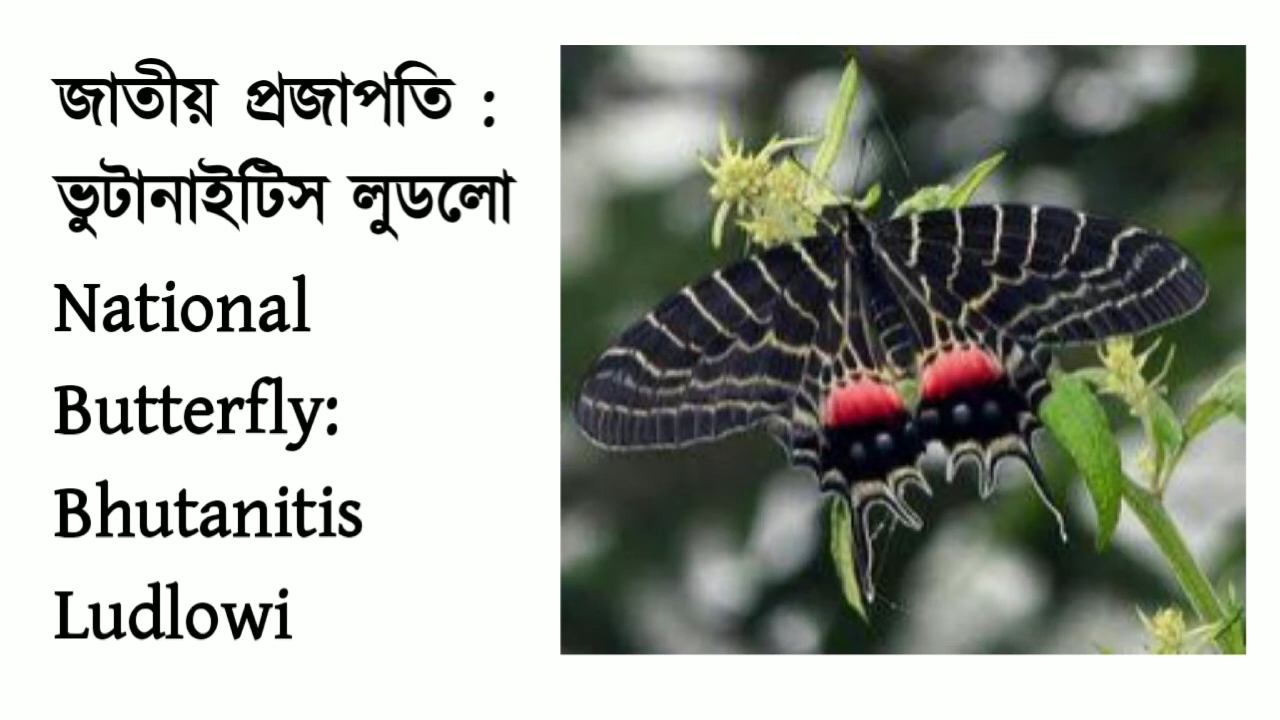 জাতীয় প্রজাপতি :
ভুটানাইটিস লুডলো
National
Butterfly:
Bhutanitis
Ludlowi